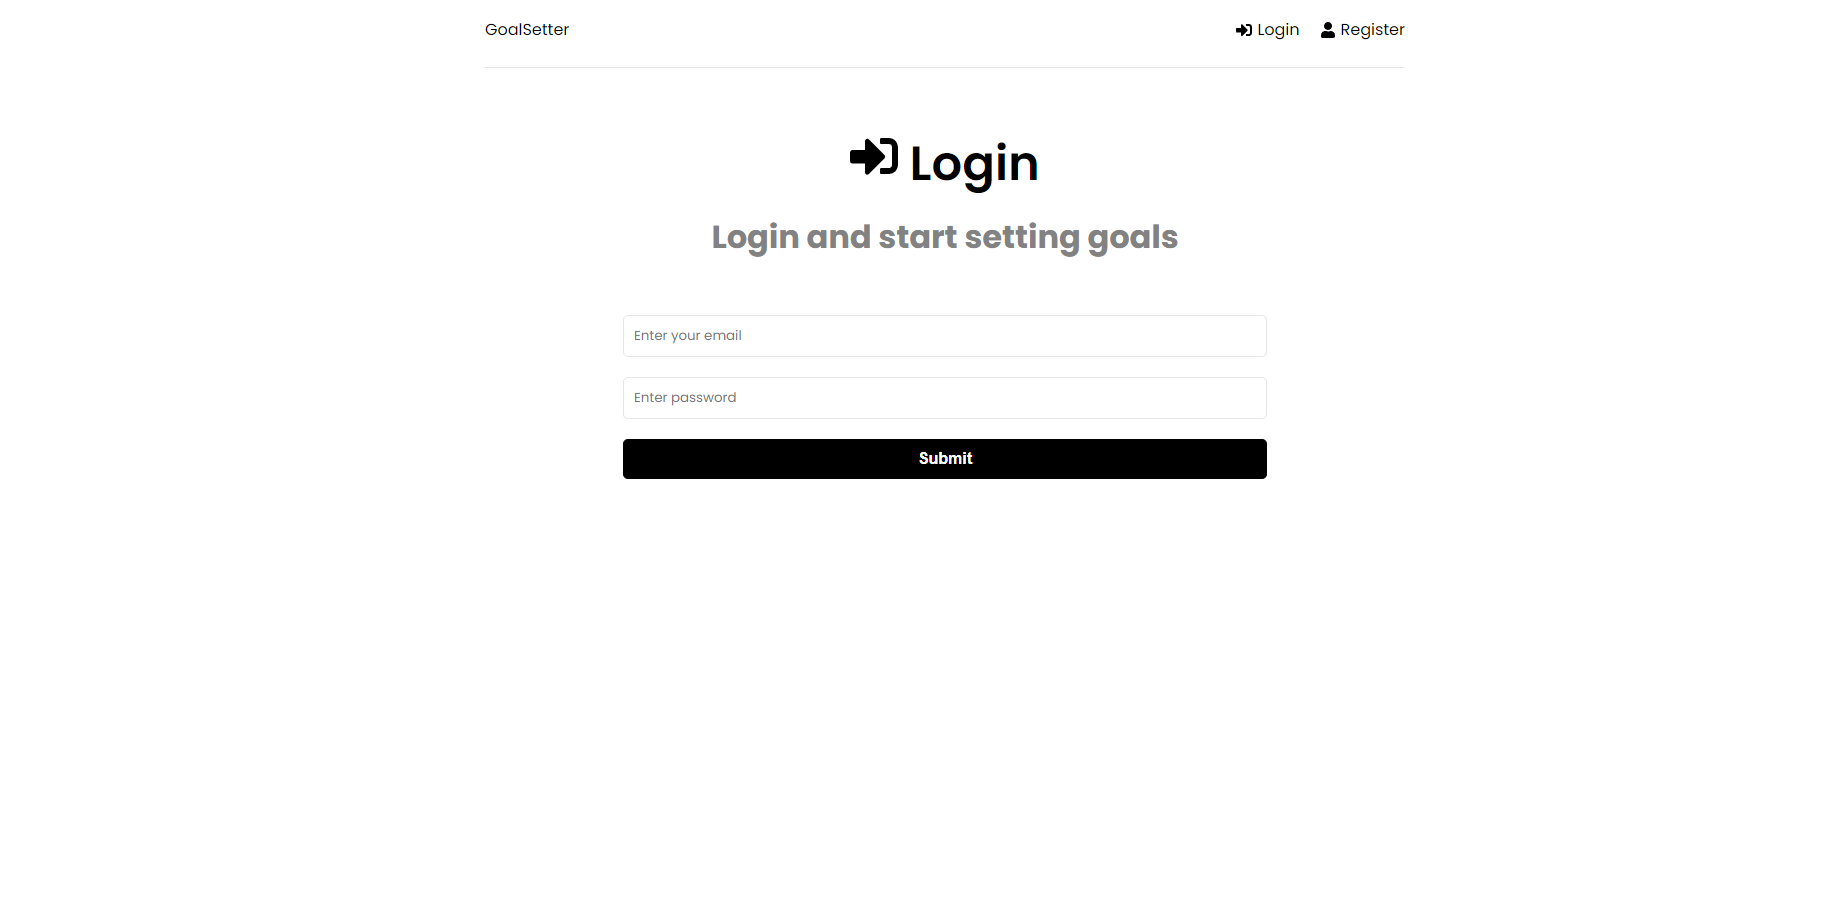 GoalSetter
Login
Register
Login
Login and start setting goals
Enter your email
Enter password
Submit